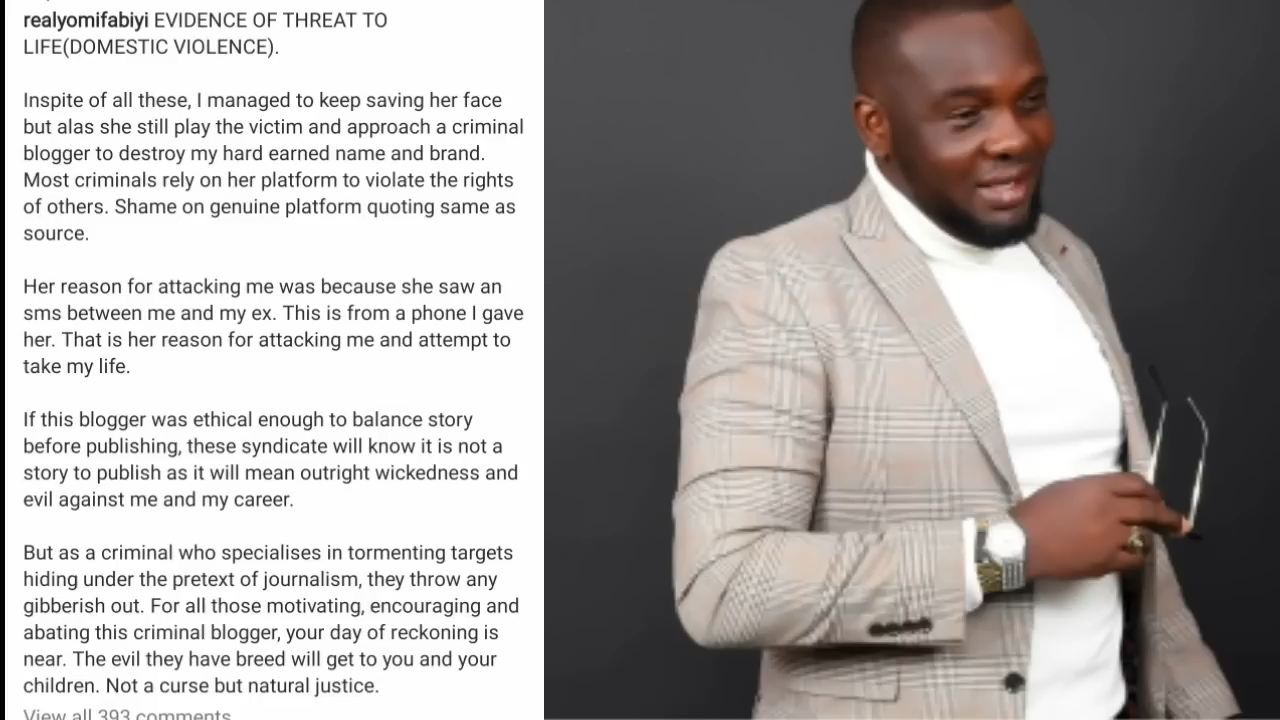 realyomifabiyi EVIDENCE OF THREAT TO
LIFE(DOMESTIC VIOLENCE).
Inspite of all these, I managed to keep saving her face
but alas she still play the victim and approach a criminal
blogger to destroy my hard earned name and brand.
Most criminals rely on her platform to violate the rights
of others. Shame on genuine platform quoting same as
source.
Her reason for attacking me was because she saw an
sms between me and my ex. This is from a phone I gave
her. That is her reason for attacking me and attempt to
take my life.
If this blogger was ethical enough to balance story
before publishing, these syndicate will know it is not a
story to publish as it will mean outright wickedness and
evil against me and my career.
But as a criminal who specialises in tormenting targets
hiding under the pretext of journalism, they throw any
gibberish out. For all those motivating, encouraging and
abating this criminal blogger, your day of reckoning is
near. The evil they have breed will get to you and your
children. Not a curse but natural justice.
View all 393 comments